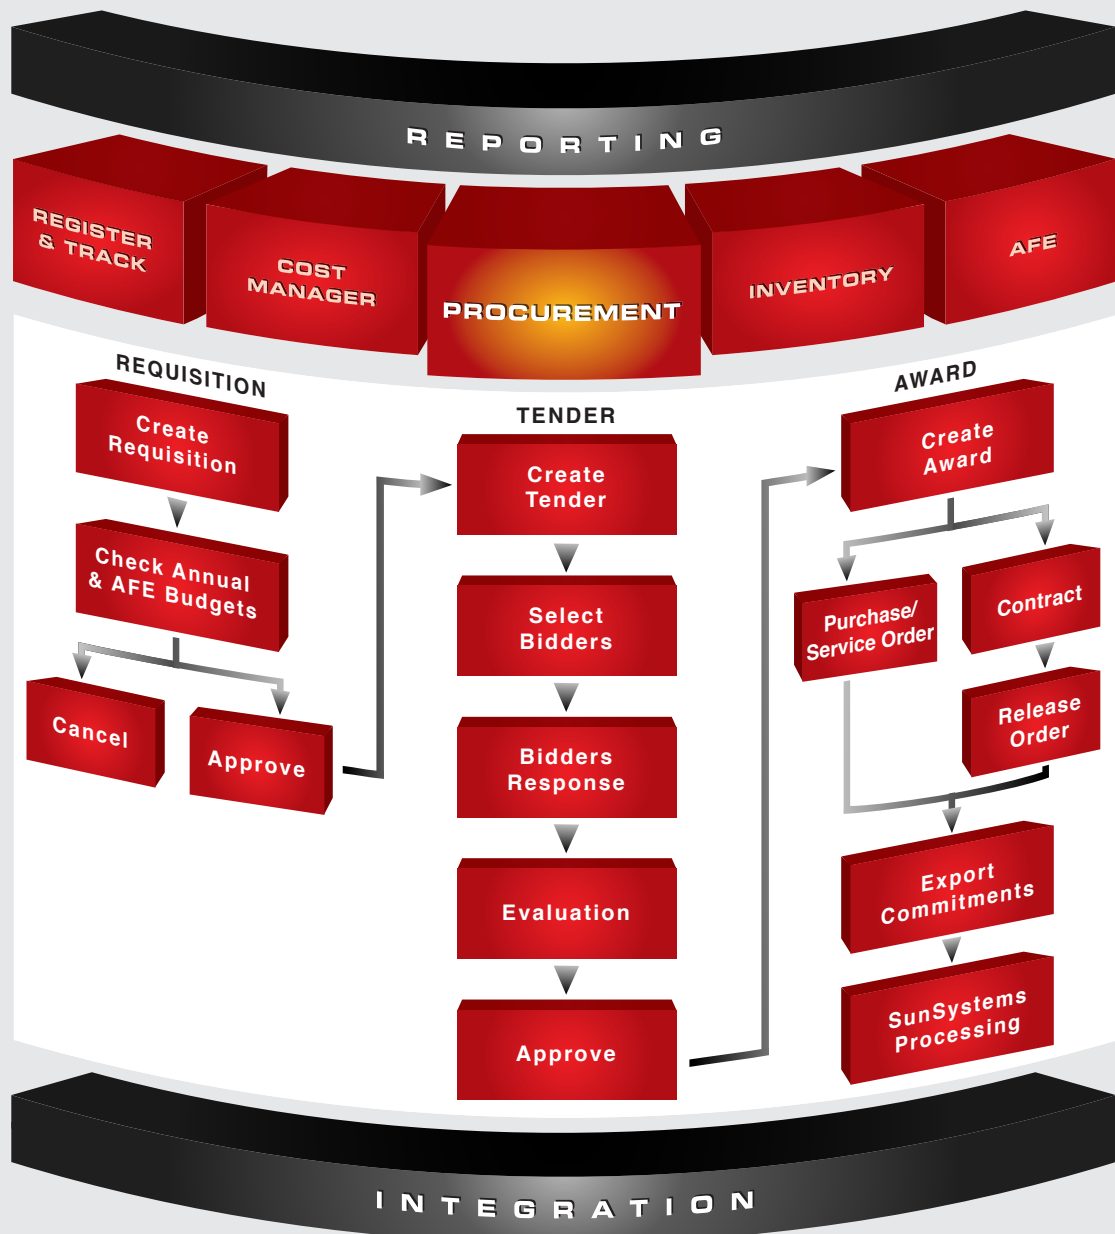 REPORTING
REGISTER
& TRACK
COST
MANAGER
PROCUREMENT
INVENTORY
AFE
REQUISITION
Create
Requisition
Check Annual
& AFE Budgets
Cancel
Approve
TENDER
Create
Tender
Select
Bidders
Bidders
Response
Evaluation
Approve
AWARD
Create
Award
Purchase/
Service Order
Contract
Release
Order
Export
Commitments
SunSystems
Processing
INTEGRATION